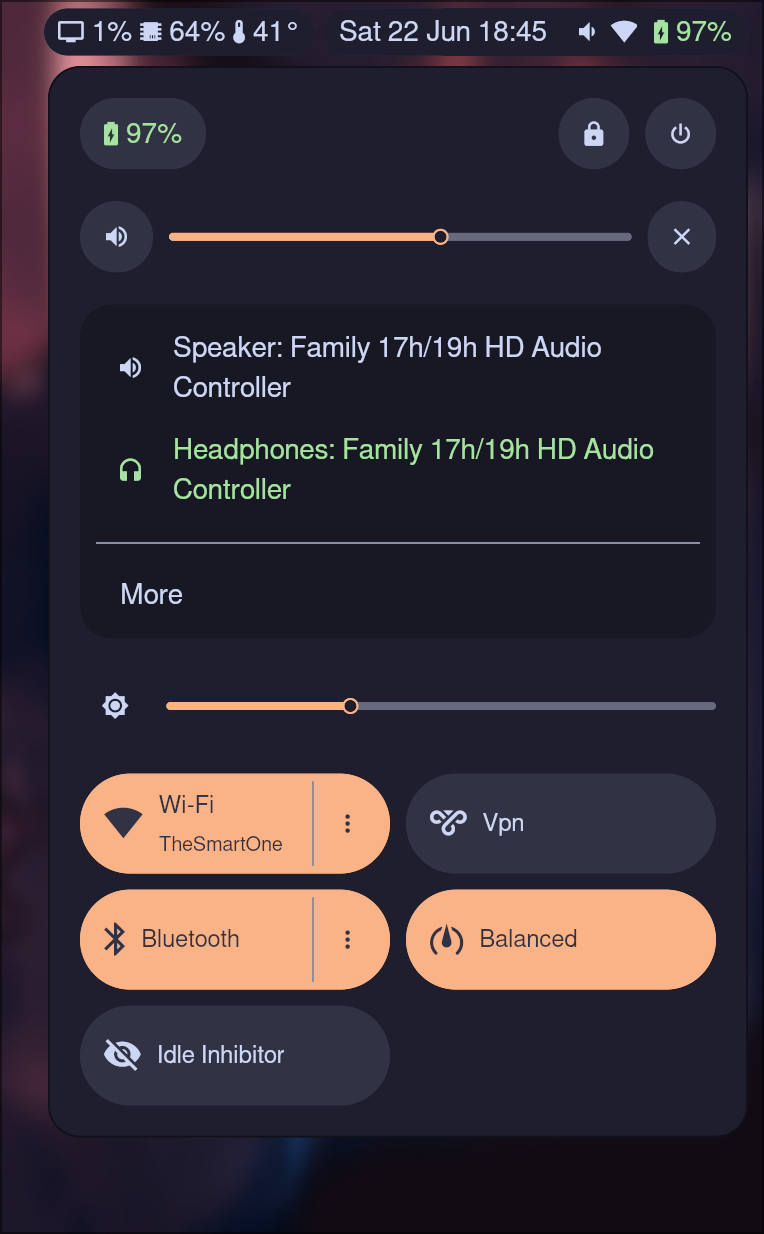 1% 64% 41° Sat 22 Jun 18:45 97%
97%
Speaker: Family 17h/19h HD Audio
Controller
Headphones: Family 17h/19h HD Audio
Controller
More
Wi-Fi
TheSmartOne
Vpn
Bluetooth
Balanced
Idle Inhibitor